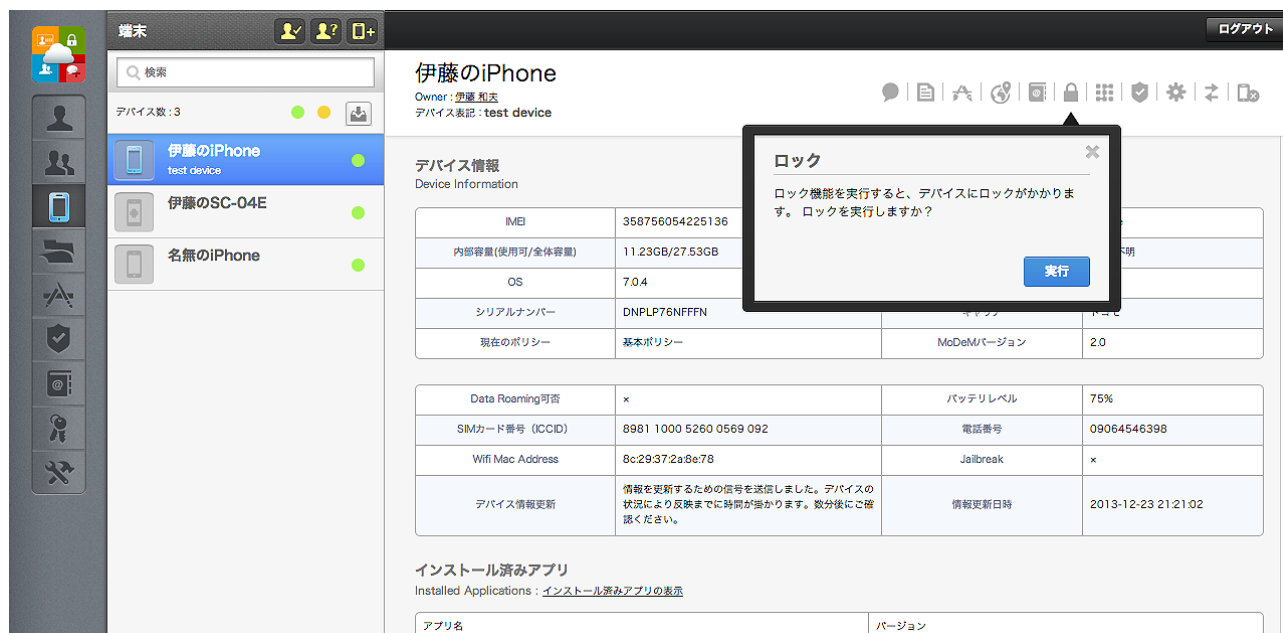 端末
ログアウト
検索
デバイス数 : 3
伊藤のiPhone
test device
伊藤のSC-04E
名無のiPhone
伊藤のiPhone
Owner : 伊藤 和夫
デバイス表記 : test device
ロック
ロック機能を実行すると、デバイスにロックがかかりま
す。 ロックを実行しますか？
実行
デバイス情報
Device Information
IMEI 358756054225136
内部容量(使用可/全体容量) 11.23GB/27.53GB 不明
OS 7.0.4
シリアルナンバー DNPLP76NFFFN キャリア ドコモ
現在のポリシー 基本ポリシー MoDeMバージョン 2.0
Data Roaming可否 × バッテリレベル 75%
SIMカード番号（ICCID） 8981 1000 5260 0569 092 電話番号 09064546398
Wifi Mac Address 8c:29:37:2a:8e:78 Jailbreak ×
デバイス情報更新 情報を更新するための信号を送信しました。デバイスの
状況により反映までに時間が掛かります。数分後にご確
認ください。
情報更新日時 2013-12-23 21:21:02
インストール済みアプリ
Installed Applications : インストール済みアプリの表示
アプリ名 バージョン